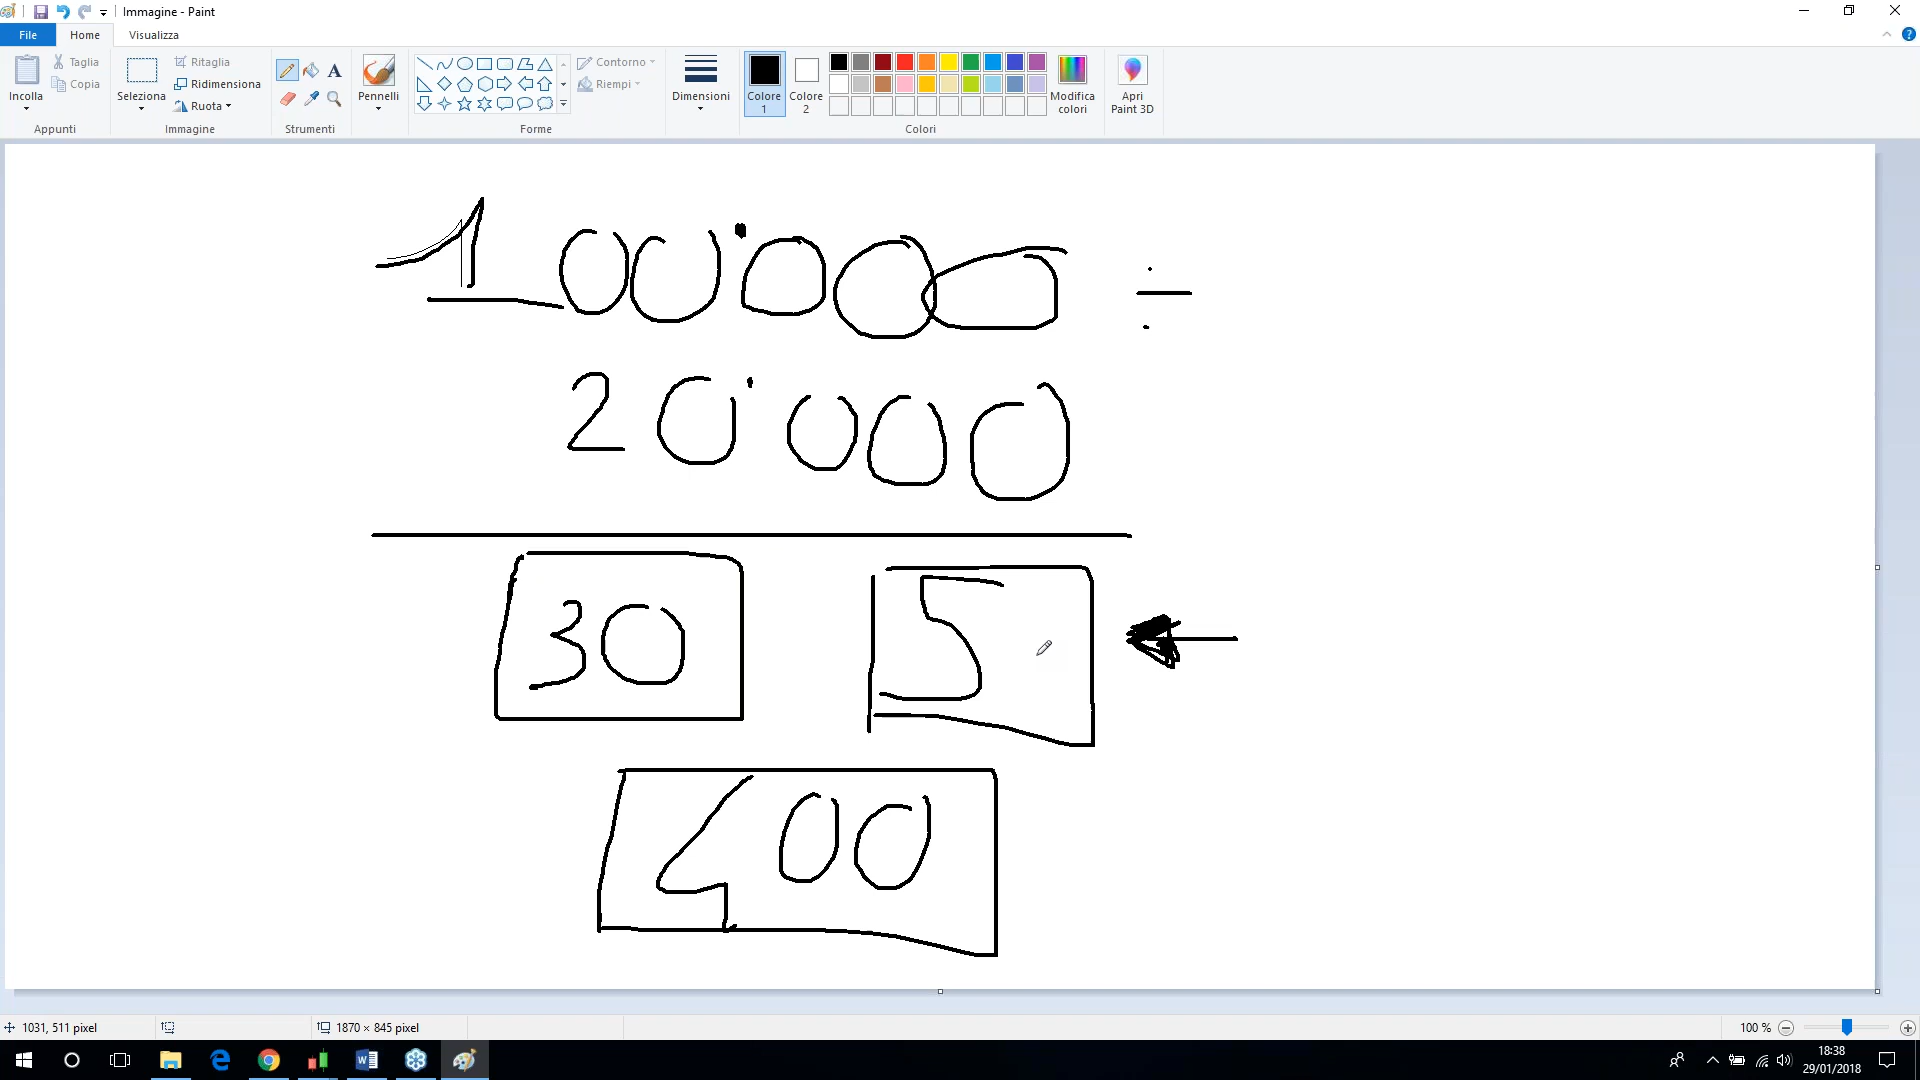 Immagine - Paint
File Home Visualizza
Incolla
Taglia
Copia
Appunti
Seleziona
Ritaglia
Ridimensiona
Ruota
Immagine
A
Strumenti
Pennelli
Contorno
Riempi
Forme
Dimensioni
Colore 1
Colore 2
Modifica colori
Colori
Apri Paint 3D
100'000 ÷
20'000
30 5
400
1031, 511 pixel
1870 × 845 pixel
100 %
18:38
29/01/2018